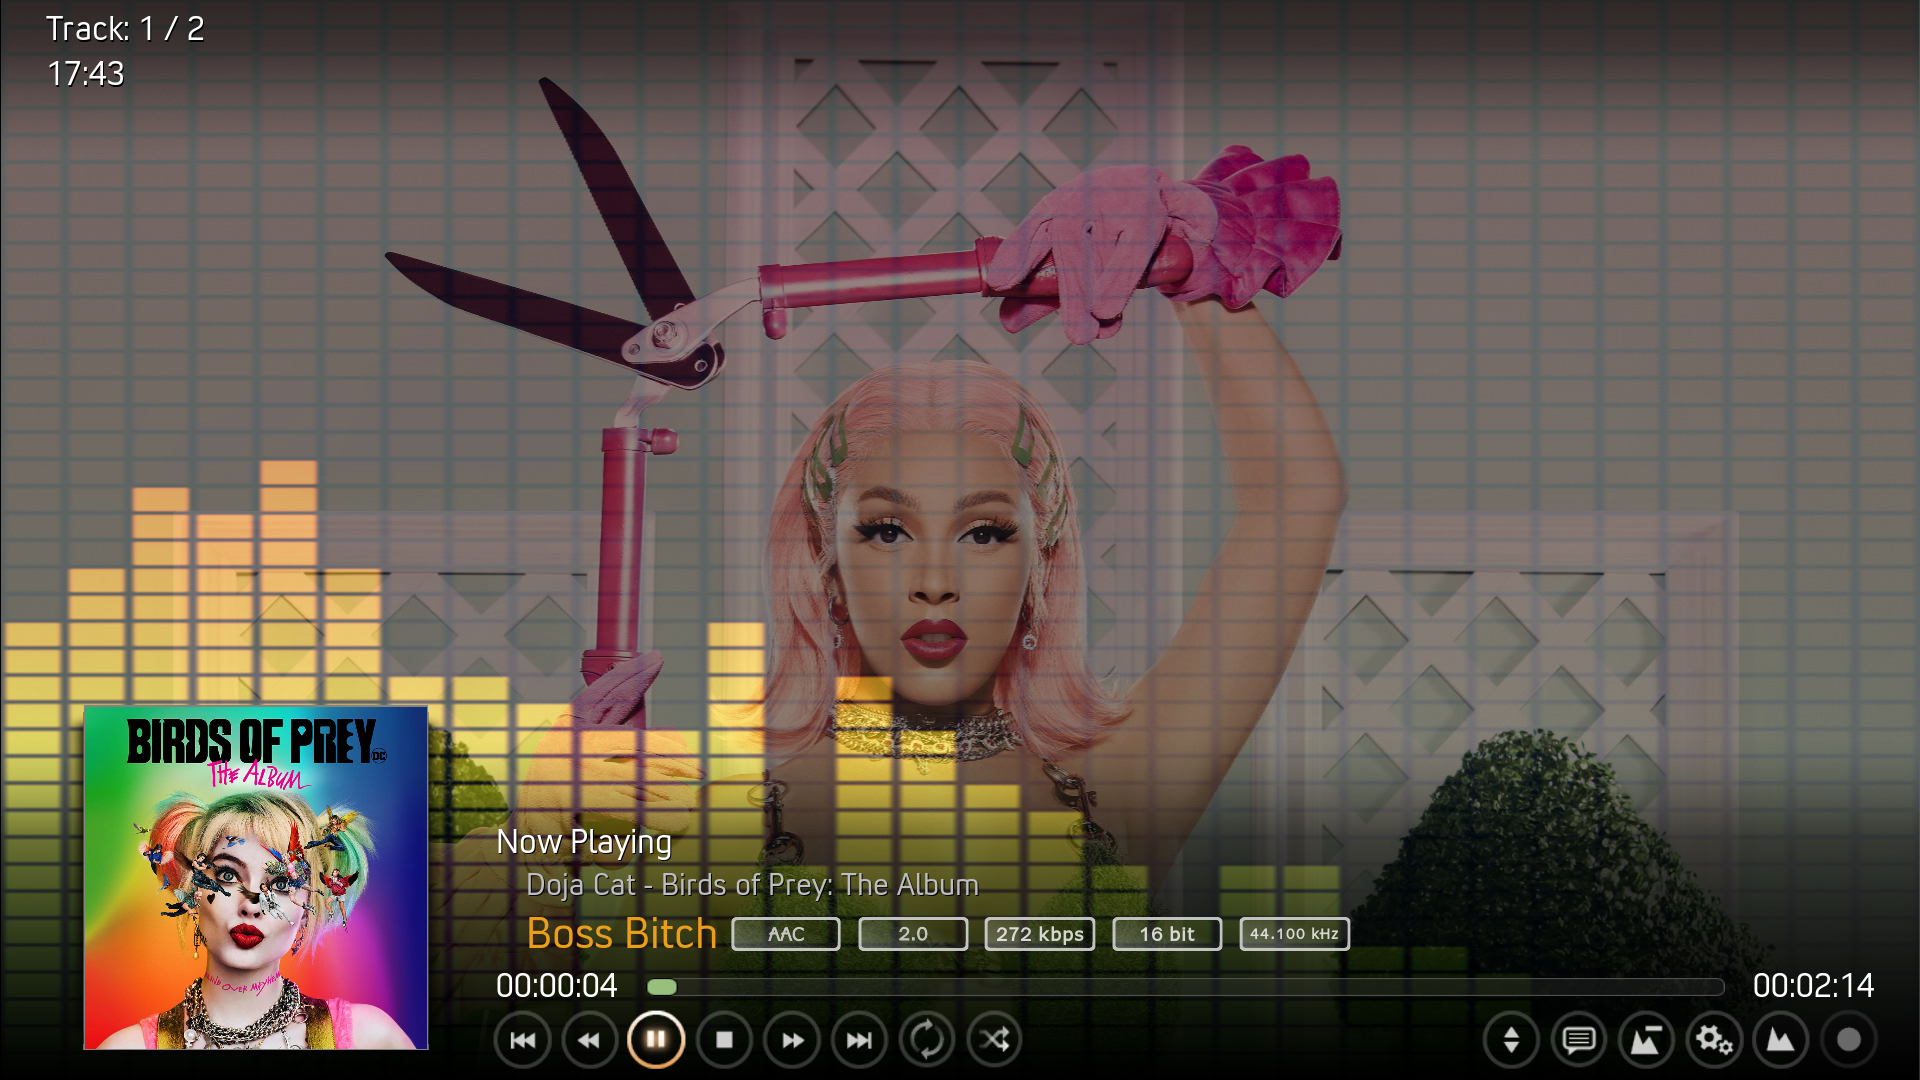 Track: 1 / 2
17:43
BIRDS OF PREY
DC
THE ALBUM
Now Playing
Doja Cat - Birds of Prey: The Album
Boss Bitch AAC 2.0 272 kbps 16 bit 44.100 kHz
00:00:04 00:02:14